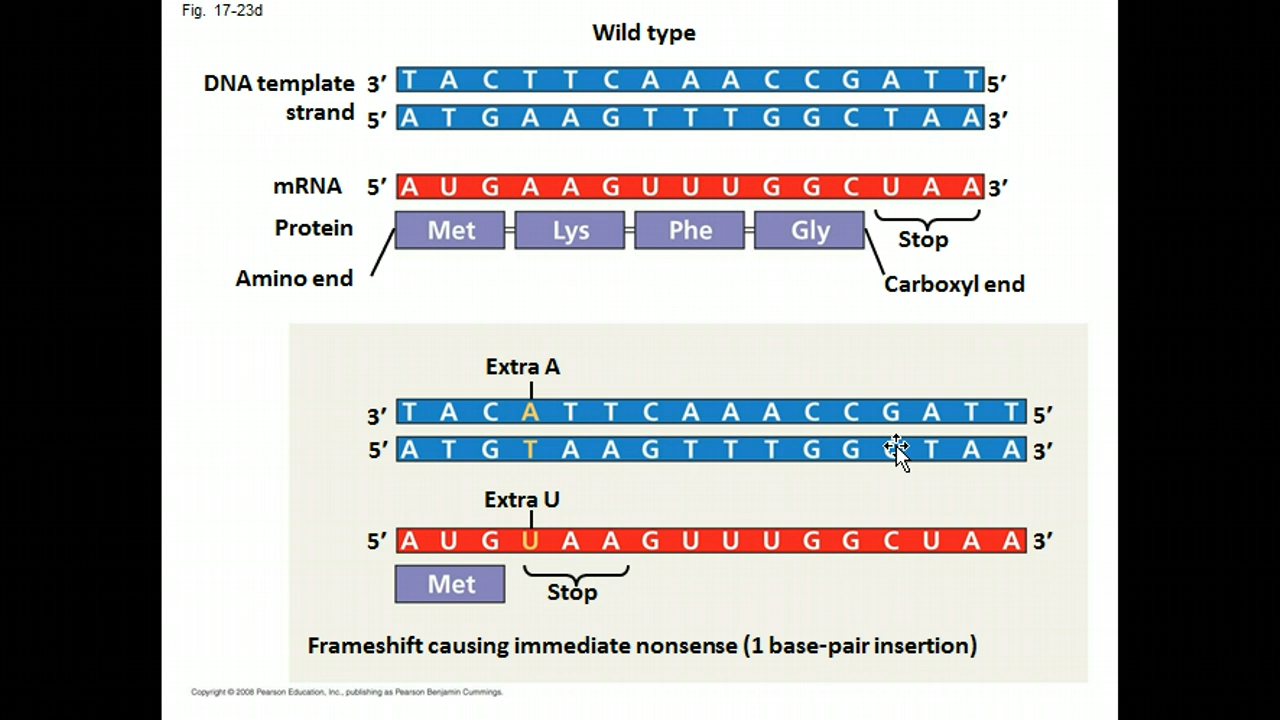 Fig. 17-23d
Wild type
DNA template 3’ T A C T T C A A A C C G A T T 5’
strand 5’ A T G A A G T T T G G C T A A 3’
mRNA 5’ A U G A A G U U U G G C U A A 3’
Protein Met Lys Phe Gly Stop
Amino end Carboxyl end
Extra A
3’ T A C A T T C A A A C C G A T T 5’
5’ A T G T A A G T T T G G T A A 3’
Extra U
5’ A U G U A A G U U U G G C U A A 3’
Met Stop
Frameshift causing immediate nonsense (1 base-pair insertion)
Copyright © 2008 Pearson Education, Inc., publishing as Pearson Benjamin Cummings.